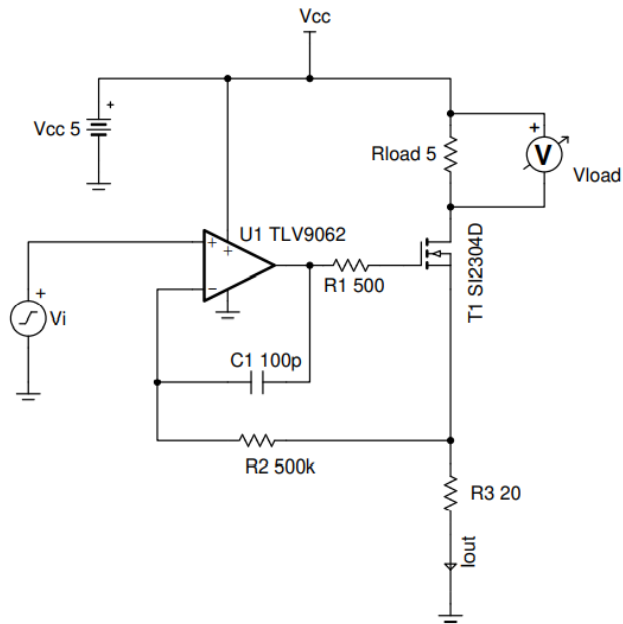 Vcc
Vcc 5
+
Rload 5
+
V
Vload
U1 TLV9062
+
+
−
R1 500
T1 SI2304D
+
Vi
C1 100p
R2 500k
R3 20
Iout